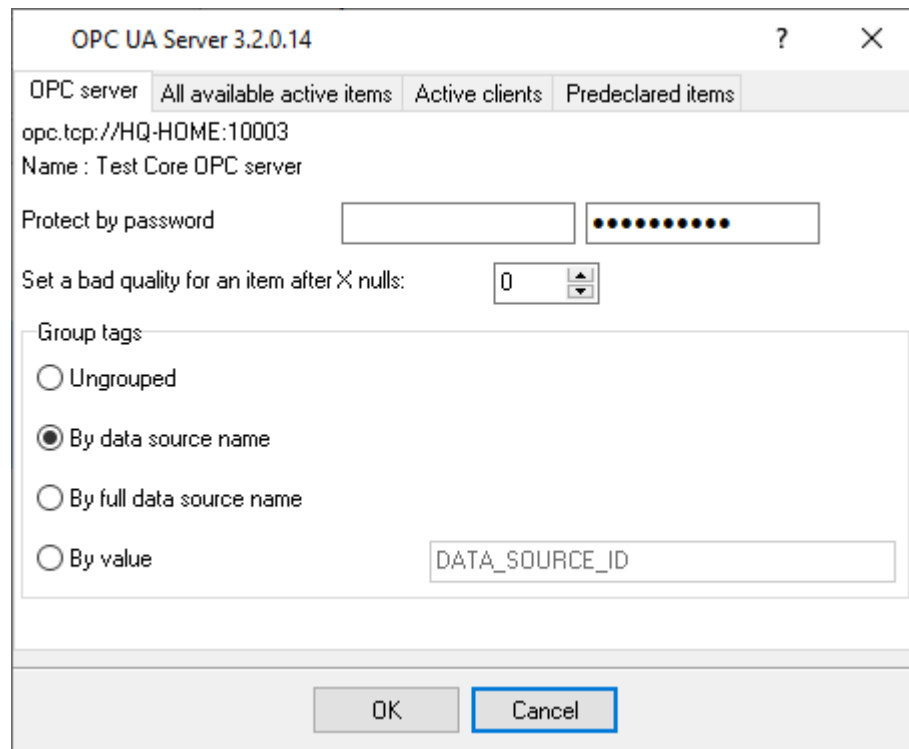 OPC UA Server 3.2.0.14 ?
OPC server All available active items Active clients Predeclared items
opc.tcp://HQ-HOME:10003
Name : Test Core OPC server
Protect by password ●●●●●●●●●●
Set a bad quality for an item after X nulls: 0
Group tags
Ungrouped
By data source name
By full data source name
By value DATA_SOURCE_ID
OK Cancel